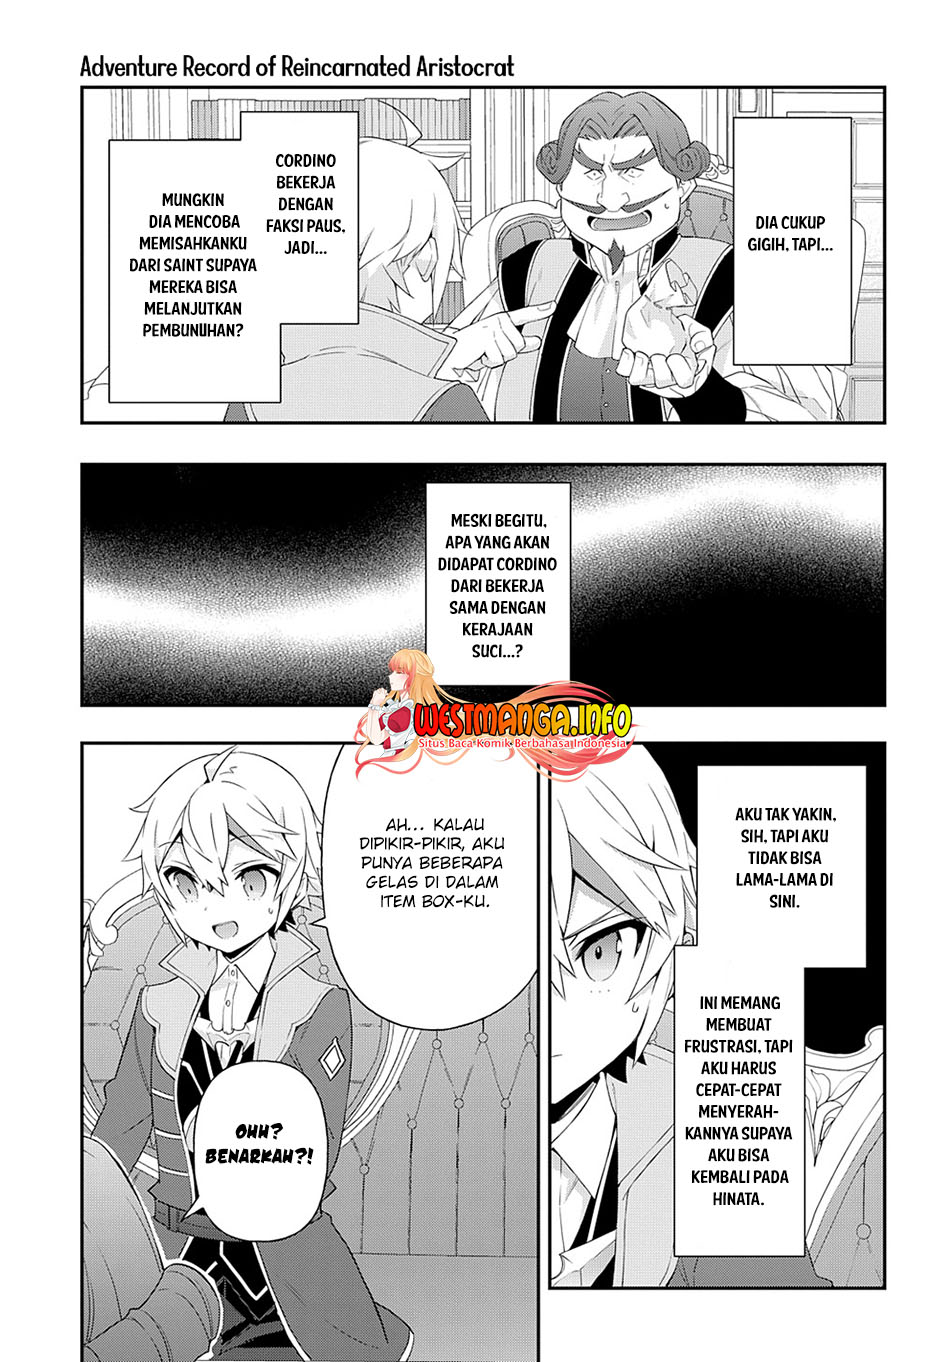 Adventure Record of Reincarnated Aristocrat
DIA CUKUP
GIGIH, TAPI...
CORDINO
BEKERJA
DENGAN
FAKSI PAUS,
JADI...
MUNGKIN
DIA MENCOBA
MEMISAHKANKU
DARI SAINT SUPAYA
MEREKA BISA
MELANJUTKAN
PEMBUNUHAN?
MESKI BEGITU,
APA YANG AKAN
DIDAPAT CORDINO
DARI BEKERJA
SAMA DENGAN
KERAJAAN
SUCI...?
WESTMANGA.INFO
Situs Baca Komik Berbahasa Indonesia
AKU TAK YAKIN,
SIH, TAPI AKU
TIDAK BISA
LAMA-LAMA DI
SINI.
INI MEMANG
MEMBUAT
FRUSTRASI, TAPI
AKU HARUS
CEPAT-CEPAT
MENYERAH-
KANNYA SUPAYA
AKU BISA
KEMBALI PADA
HINATA.
AH... KALAU
DIPIKIR-PIKIR, AKU
PUNYA BEBERAPA
GELAS DI DALAM
ITEM BOX-KU.
OHH?
BENARKAH?!